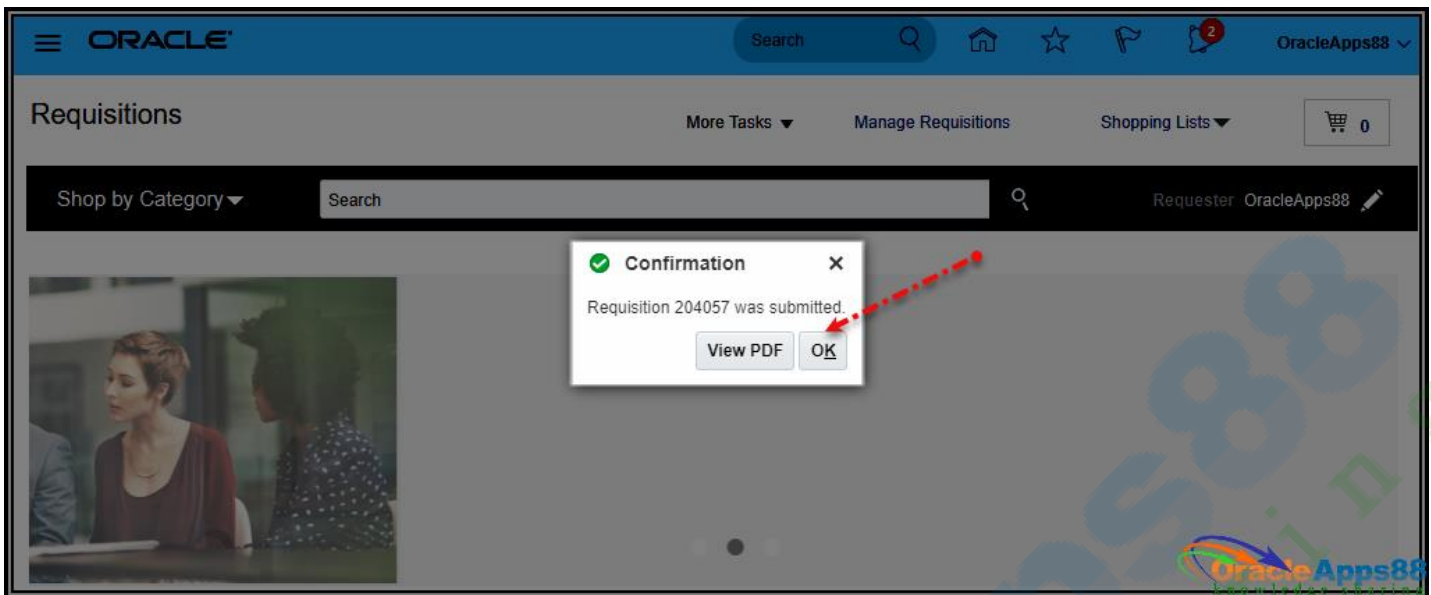 ORACLE
Search
2
OracleApps88
Requisitions
More Tasks
Manage Requisitions
Shopping Lists
0
Shop by Category
Search
Requester OracleApps88
Confirmation
Requisition 204057 was submitted.
View PDF OK
OracleApps88